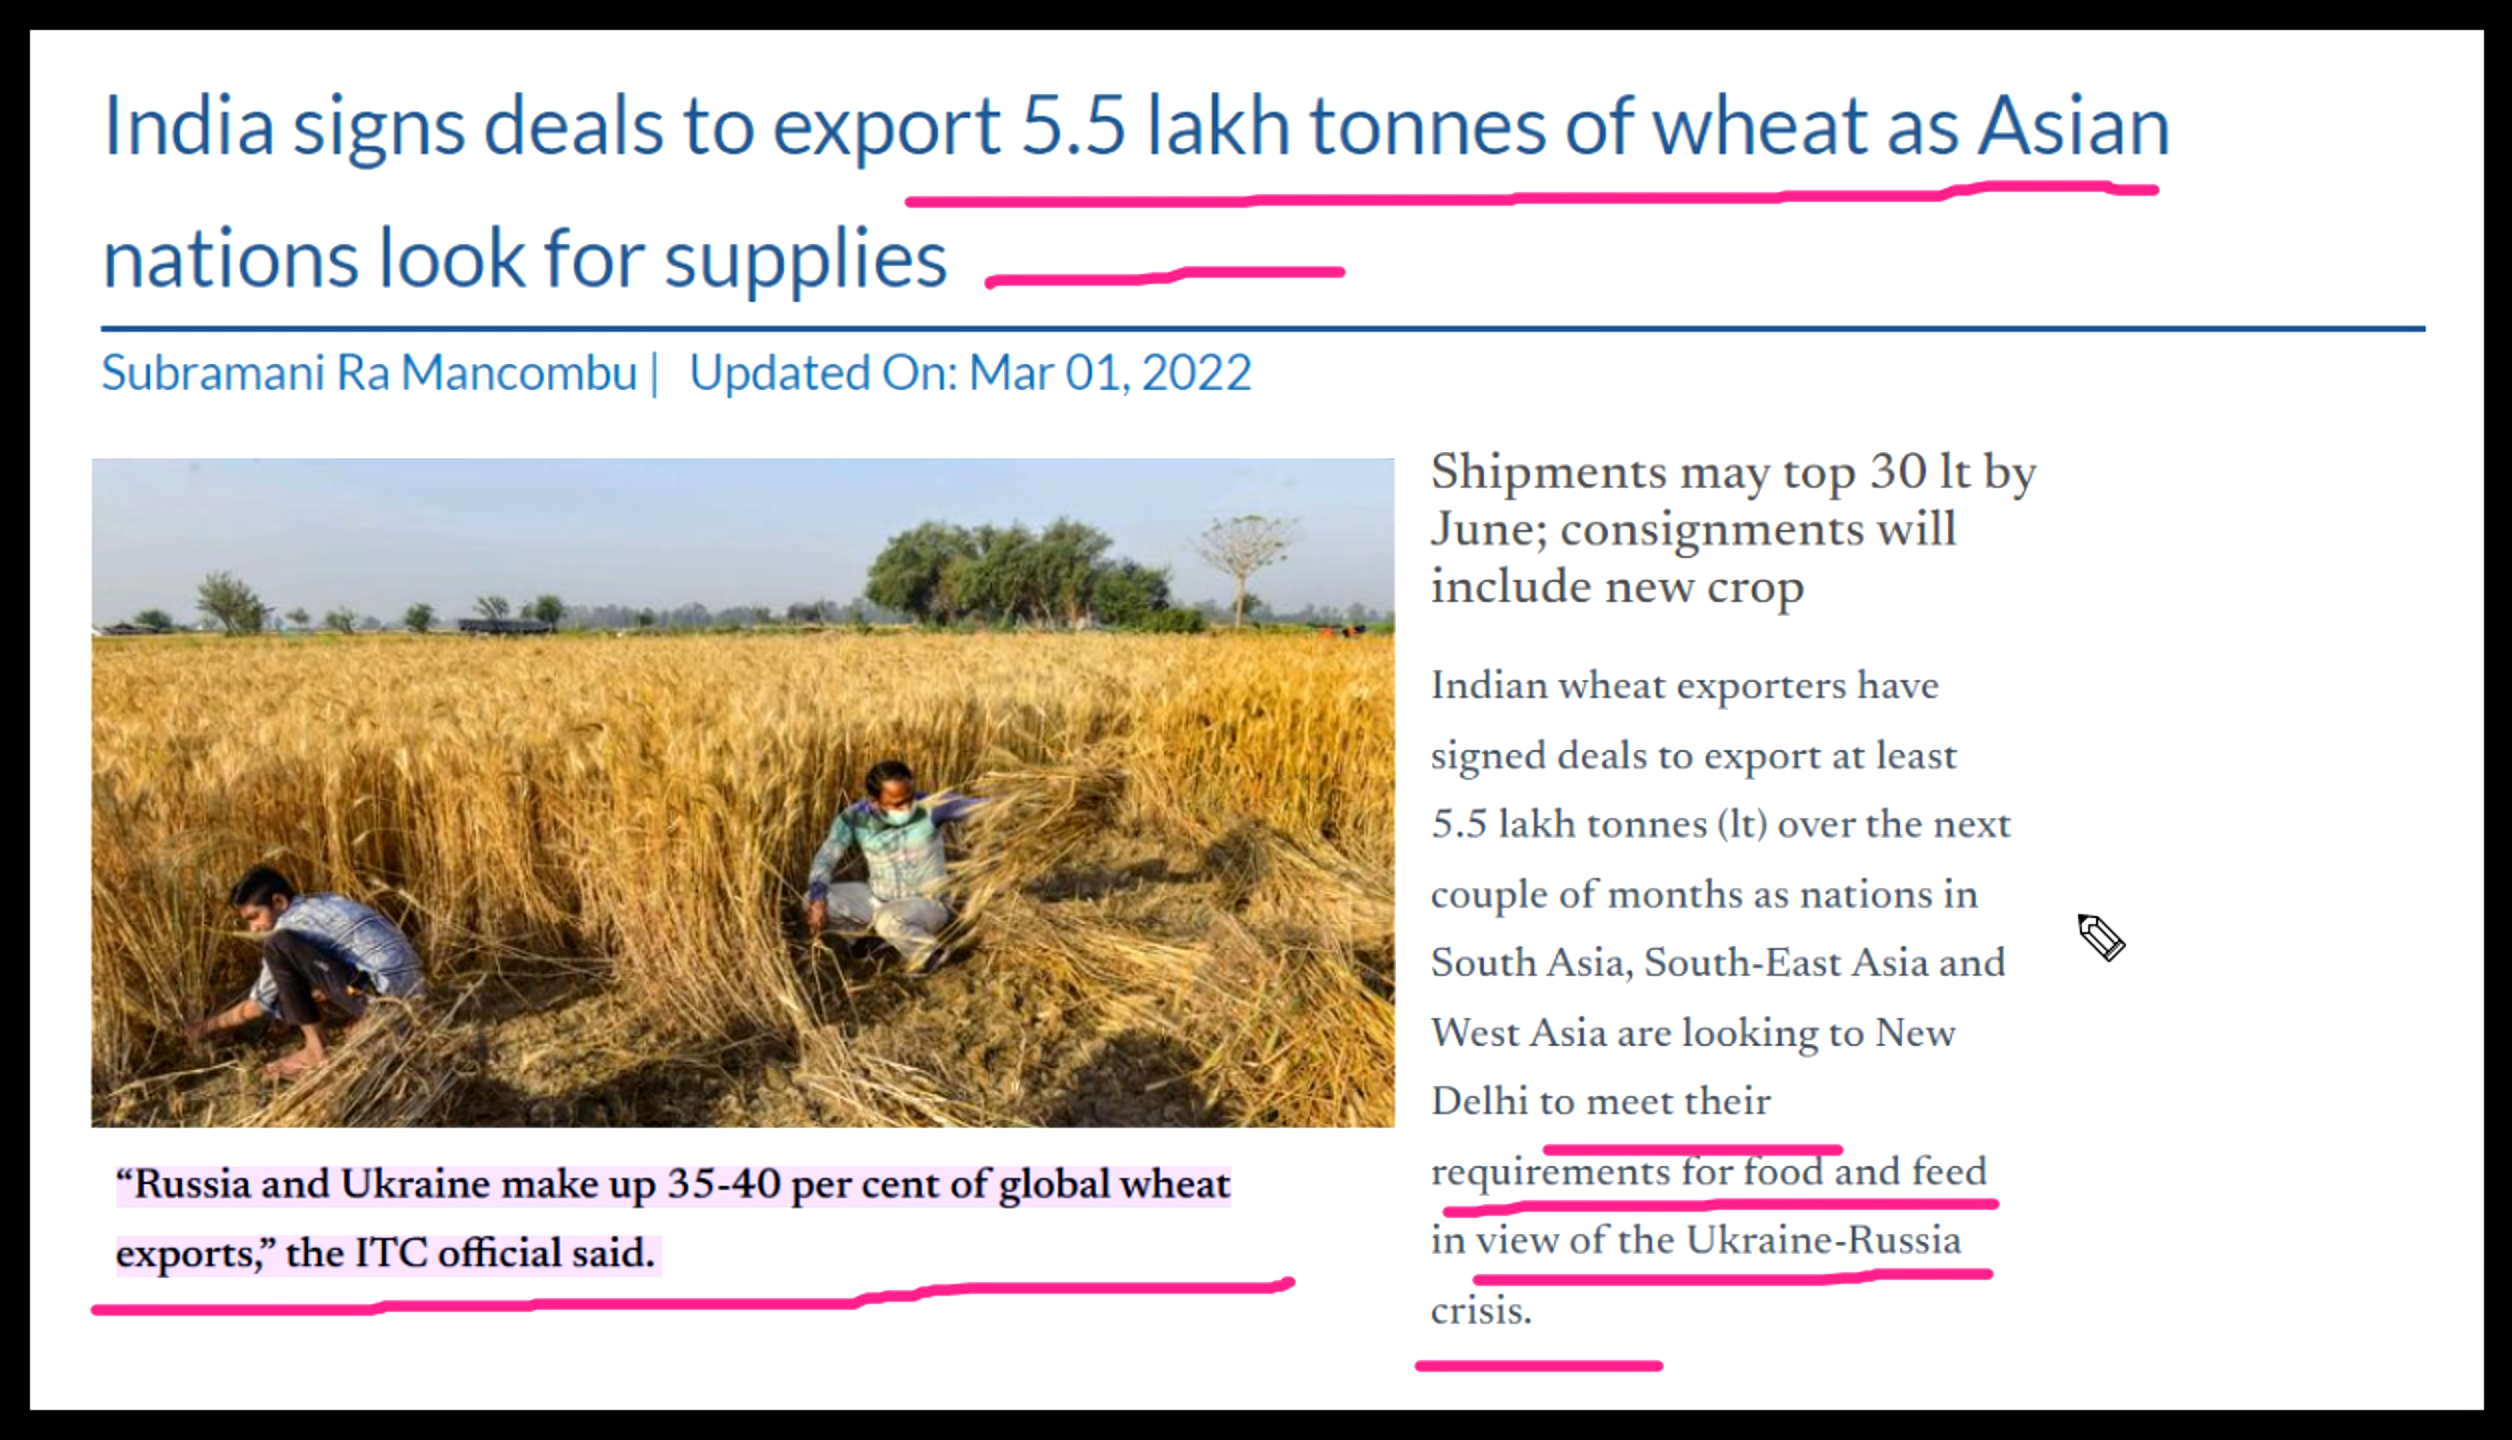 India signs deals to export 5.5 lakh tonnes of wheat as Asian
nations look for supplies
Subramani Ra Mancombu | Updated On: Mar 01, 2022
Shipments may top 30 lt by
June; consignments will
include new crop
Indian wheat exporters have
signed deals to export at least
5.5 lakh tonnes (lt) over the next
couple of months as nations in
South Asia, South-East Asia and
West Asia are looking to New
Delhi to meet their
requirements for food and feed
in view of the Ukraine-Russia
crisis.
“Russia and Ukraine make up 35-40 per cent of global wheat
exports,” the ITC official said.